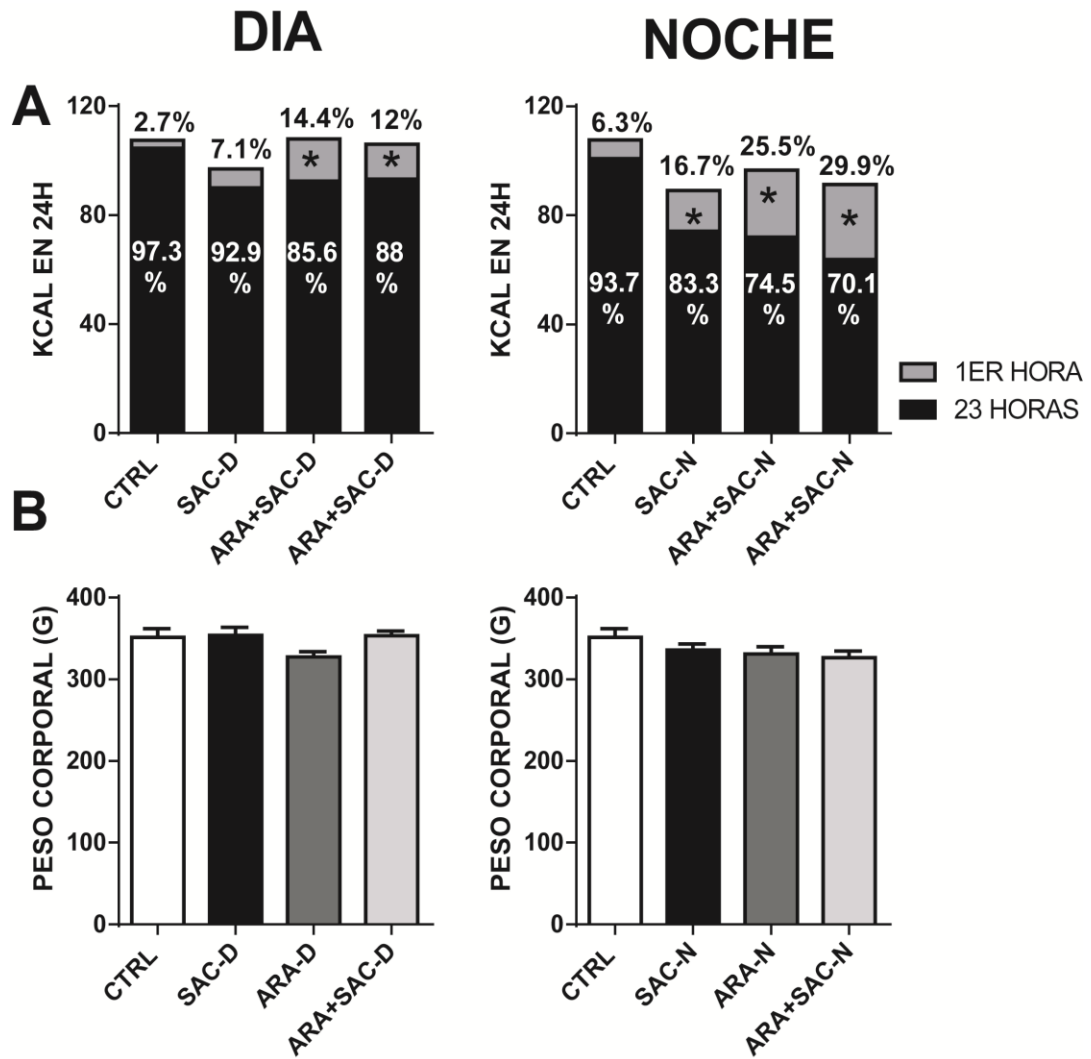 DIA
NOCHE
A
KCAL EN 24H
120
80
40
0
2.7%
7.1%
14.4%
12%
*
*
97.3
%
92.9
%
85.6
%
88
%
CTRL
SAC-D
ARA+SAC-D
ARA+SAC-D
KCAL EN 24H
120
80
40
0
6.3%
16.7%
25.5%
29.9%
*
*
*
93.7
%
83.3
%
74.5
%
70.1
%
CTRL
SAC-N
ARA+SAC-N
ARA+SAC-N
1ER HORA
23 HORAS
B
PESO CORPORAL (G)
400
300
200
100
0
CTRL
SAC-D
ARA-D
ARA+SAC-D
PESO CORPORAL (G)
400
300
200
100
0
CTRL
SAC-N
ARA-N
ARA+SAC-N